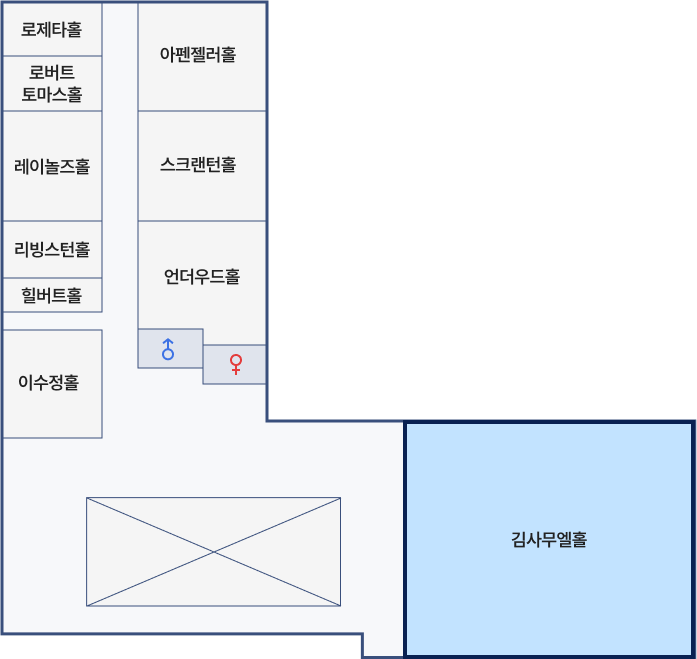 로제타홀
로버트
토마스홀
레이놀즈홀
리빙스턴홀
힐버트홀
이수정홀
아펜젤러홀
스크랜턴홀
언더우드홀
김사무엘홀